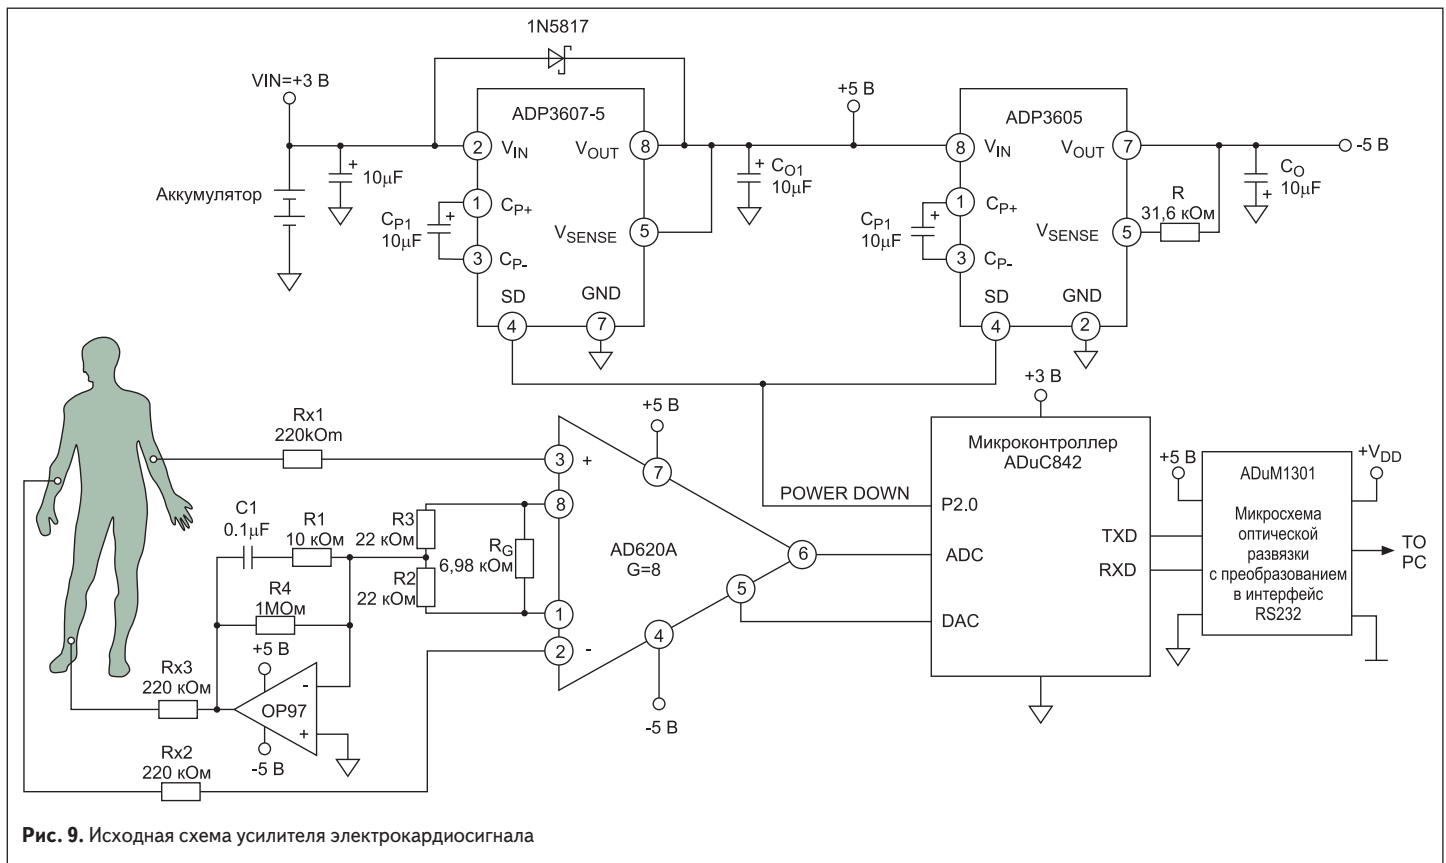 1N5817
VIN=+3 В
ADP3607-5
+5 В
ADP3605
2
VIN
VOUT
8
8
VIN
VOUT
7
-5 В
Аккумулятор
+
10μF
+
CO1
10μF
CO
10μF
+
R
31,6 кОм
CP1
10μF
+
1
CP+
3
CP-
VSENSE
5
CP1
10μF
+
1
CP+
3
CP-
VSENSE
5
SD
4
GND
7
SD
4
GND
2
+3 В
Rx1
220kOm
+5 В
3
+
7
8
Микроконтроллер
ADuC842
POWER DOWN
P2.0
TXD
RXD
ADC
DAC
+5 В
+VDD
ADuM1301
Микросхема
оптической
развязки
с преобразованием
в интерфейс
RS232
TO
PC
C1
0.1μF
R1
10 кОм
R3
22 кОм
RG
6,98 кОм
R2
22 кОм
AD620A
G=8
6
5
1
2
-
4
-5 В
R4
1МОм
+5 В
-
OP97
+
-5 В
Rx3
220 кОм
Rx2
220 кОм
Рис. 9. Исходная схема усилителя электрокардиосигнала